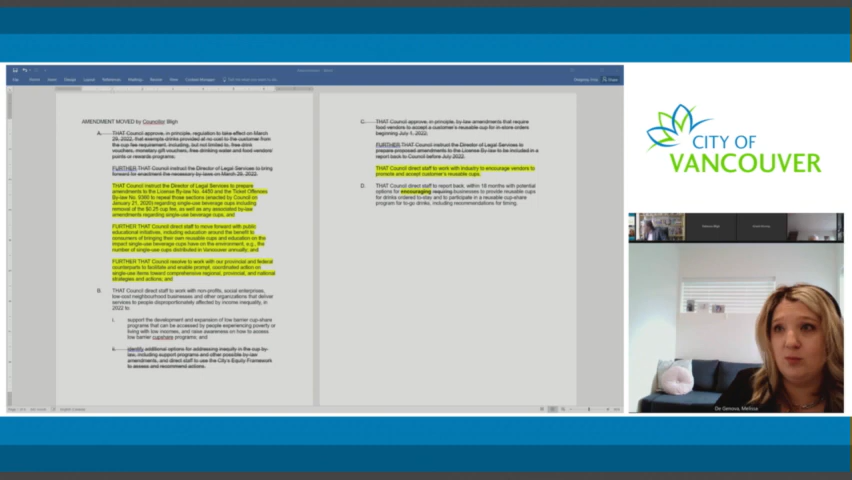 File Home Insert Design Layout References Mailings Review View
AMENDMENT MOVED by Councillor Bligh
A. THAT Council approve, in principle, regulation to take effect on March
29, 2022, that exempts drinks provided at no cost to the customer from
the cup fee requirement, including, but not limited to, free drink
vouchers, monetary gift vouchers, free drinking water and food vendors'
points or rewards programs.
FURTHER THAT Council instruct the Director of Legal Services to bring
forward for enactment the necessary by-laws on March 29, 2022.
THAT Council instruct the Director of Legal Services to prepare
amendments to the Licence By-law No. 4450 and the Ticket Offences
By-law No. 9360 to repeal those sections (enacted by Council on
January 21, 2020) regarding single-use beverage cups including
removal of the $0.25 cup fee, as well as any associated by-law
amendments regarding single-use beverage cups, and
FURTHER THAT Council direct staff to move forward with public
educational initiatives, including education around the benefit to
consumers of bringing their own reusable cups and education on the
impact single-use beverage cups have on the environment, e.g., the
number of single-use cups distributed in Vancouver annually; and
FURTHER THAT Council resolve to work with our provincial and federal
counterparts to facilitate and enable prompt, coordinated action on
single-use items toward comprehensive regional, provincial, and national
strategies and actions; and
B. THAT Council direct staff to work with non-profits, social enterprises,
low-cost neighbourhood businesses and other organizations that deliver
services to people disproportionately affected by income inequality, in
2022 to
i. support the development and expansion of low barrier cup-share
programs that can be accessed by people experiencing poverty or
living with low incomes, and raise awareness on how to access
low barrier cupshare programs; and
ii. identify additional options for addressing inequity in the cup by-
law, including support programs and other possible by-law
amendments, and direct staff to use the City's Equity Framework
to assess and recommend actions.
C. THAT Council approve, in principle, by-law amendments that require
food vendors to accept a customer's reusable cup for in-store orders
beginning July 1, 2022.
FURTHER THAT Council instruct the Director of Legal Services to
prepare proposed amendments to the Licence By-law to be included in a
report back to Council before July 2022.
THAT Council direct staff to work with industry to encourage vendors to
promote and accept customer's reusable cups.
D. THAT Council direct staff to report back, within 18 months with potential
options for encouraging requiring businesses to provide reusable cups
for drinks ordered to-stay and to participate in a reusable cup-share
program for to-go drinks, including recommendations for timing.
CITY OF
VANCOUVER
De Genova, Melissa